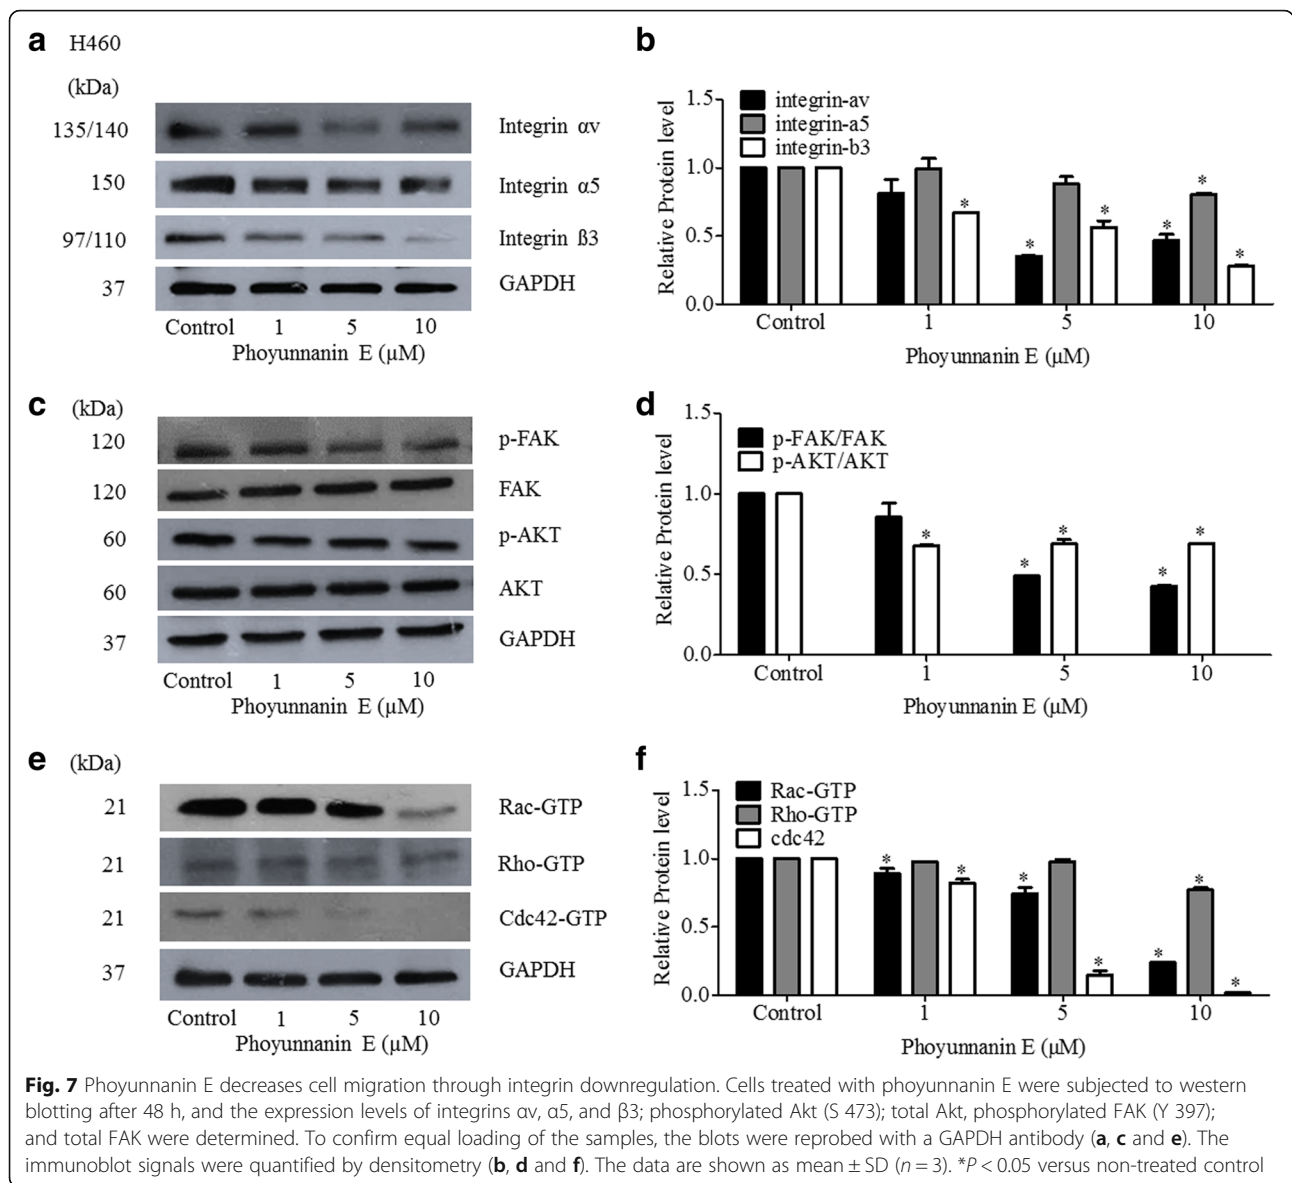 a H460
(kDa)
135/140 Integrin αv
150 Integrin α5
97/110 Integrin ß3
37 GAPDH
Control 1 5 10
Phoyunnanin E (µM)
b
integrin-av
integrin-a5
integrin-b3
Relative Protein level
1.5
1.0
0.5
0.0
* * * * * *
Control 1 5 10
Phoyunnanin E (µM)
c (kDa)
120 p-FAK
120 FAK
60 p-AKT
60 AKT
37 GAPDH
Control 1 5 10
Phoyunnanin E (µM)
d
p-FAK/FAK
p-AKT/AKT
Relative Protein level
1.5
1.0
0.5
0.0
* * * * *
Control 1 5 10
Phoyunnanin E (µM)
e (kDa)
21 Rac-GTP
21 Rho-GTP
21 Cdc42-GTP
37 GAPDH
Control 1 5 10
Phoyunnanin E (µM)
f
Rac-GTP
Rho-GTP
cdc42
Relative Protein level
1.5
1.0
0.5
0.0
* * * * * * *
Control 1 5 10
Phoyunnanin E (µM)
Fig. 7 Phoyunnanin E decreases cell migration through integrin downregulation. Cells treated with phoyunnanin E were subjected to western
blotting after 48 h, and the expression levels of integrins αv, α5, and β3; phosphorylated Akt (S 473); total Akt, phosphorylated FAK (Y 397);
and total FAK were determined. To confirm equal loading of the samples, the blots were reprobed with a GAPDH antibody (a, c and e). The
immunoblot signals were quantified by densitometry (b, d and f). The data are shown as mean ± SD (n = 3). *P < 0.05 versus non-treated control